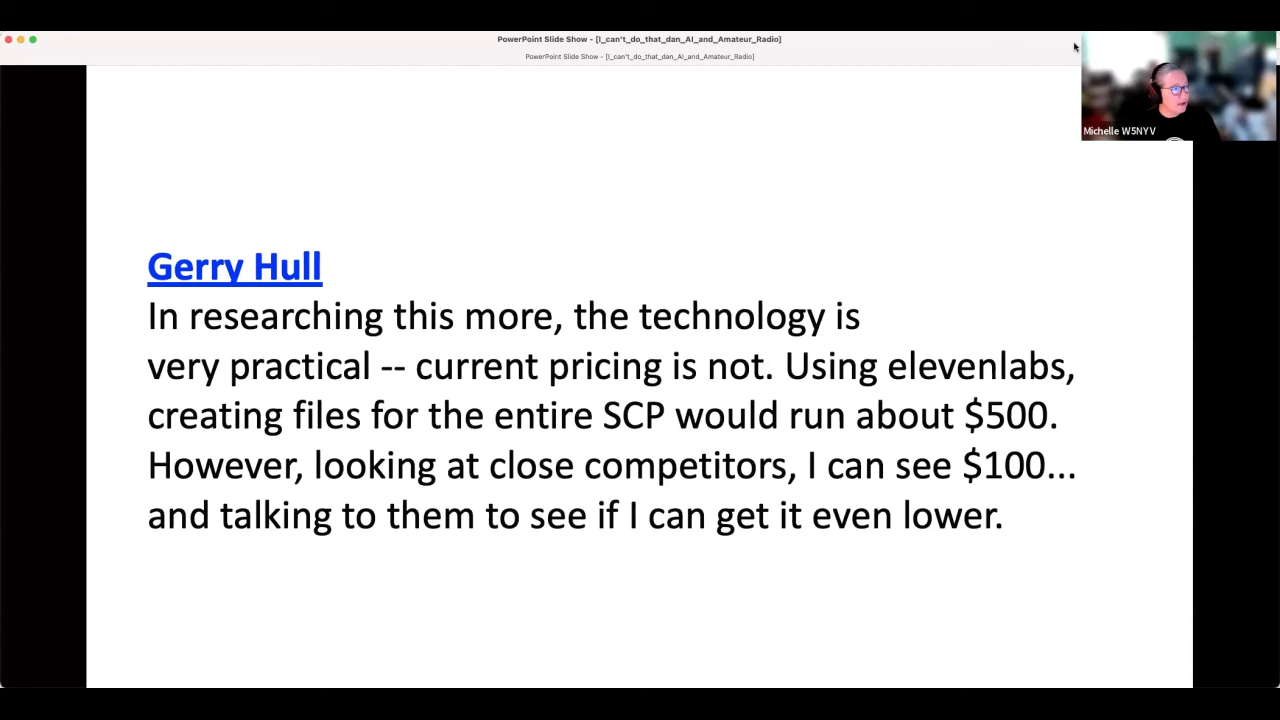 PowerPoint Slide Show - [I_can't_do_that_dan_AI_and_Amateur_Radio]
PowerPoint Slide Show - [I_can't_do_that_dan_AI_and_Amateur_Radio]
Michelle W5NYV
Gerry Hull
In researching this more, the technology is
very practical -- current pricing is not. Using elevenlabs,
creating files for the entire SCP would run about $500.
However, looking at close competitors, I can see $100...
and talking to them to see if I can get it even lower.